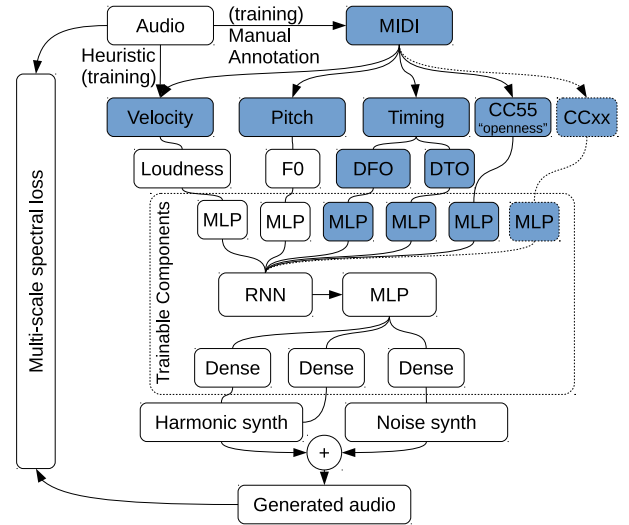 Audio
(training)
Manual
Annotation
MIDI
Heuristic
(training)
Velocity
Pitch
Timing
CC55
"openness"
CCxx
Loudness
F0
DFO
DTO
MLP
MLP
MLP
MLP
MLP
MLP
Trainable Components
Multi-scale spectral loss
RNN
MLP
Dense
Dense
Dense
Harmonic synth
Noise synth
+
Generated audio